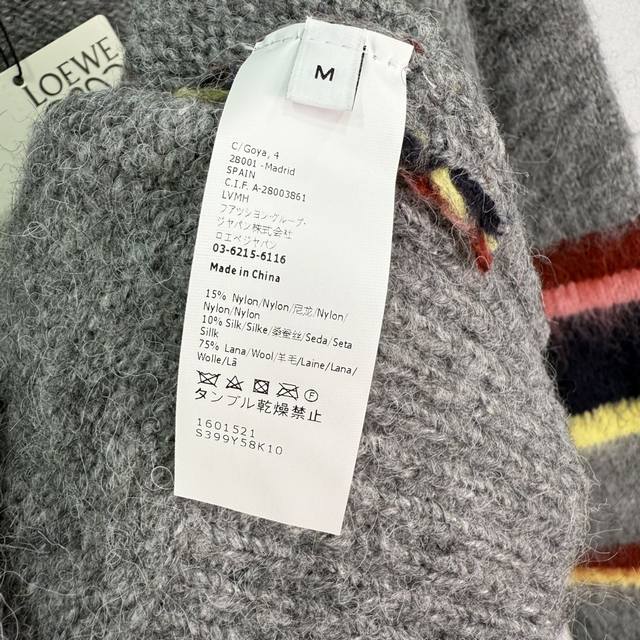 LOEWE
M
C/Goya, 4
28001 - Madrid
SPAIN
C.I.F. A-28003861
LVMH
ファッション・グループ・
ジャパン株式会社
ロエベジャパン
03-6215-6116
Made in China
15% Nylon/Nylon/尼龙/Nylon/
Nylon/Nylon
10% Silk/Silke/桑蚕丝/Seda/Seta
Sillk
75% Lana/Wool/羊毛/Laine/Lana/
Wolle/Lã
F
タンブル乾燥禁止
1601521
S399Y58K10